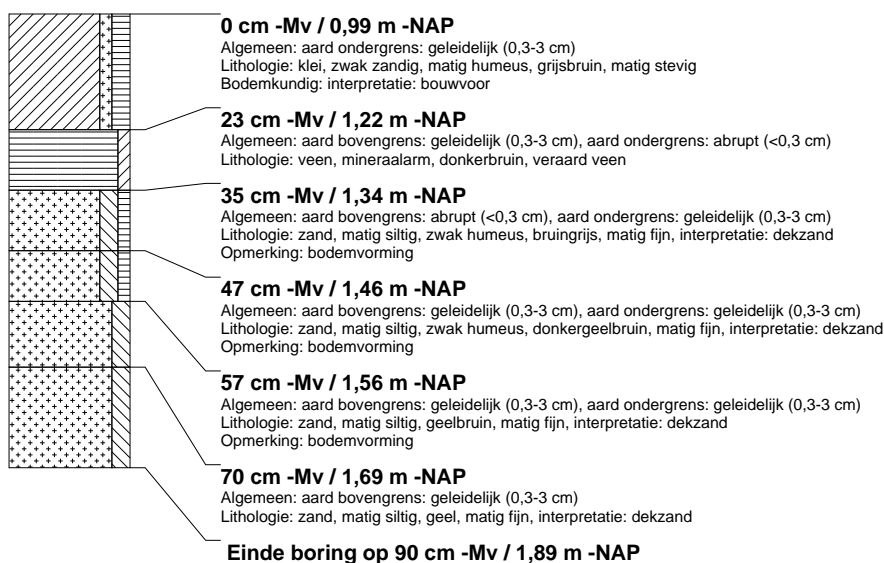 0 cm -Mv / 0,99 m -NAP
Algemeen: aard ondergrens: geleidelijk (0,3-3 cm)
Lithologie: klei, zwak zandig, matig humeus, grijsbruin, matig stevig
Bodemkundig: interpretatie: bouwvoor
23 cm -Mv / 1,22 m -NAP
Algemeen: aard bovengrens: geleidelijk (0,3-3 cm), aard ondergrens: abrupt (<0,3 cm)
Lithologie: veen, mineraalarm, donkerbruin, veraard veen
35 cm -Mv / 1,34 m -NAP
Algemeen: aard bovengrens: abrupt (<0,3 cm), aard ondergrens: geleidelijk (0,3-3 cm)
Lithologie: zand, matig siltig, zwak humeus, bruingrijs, matig fijn, interpretatie: dekzand
Opmerking: bodemvorming
47 cm -Mv / 1,46 m -NAP
Algemeen: aard bovengrens: geleidelijk (0,3-3 cm), aard ondergrens: geleidelijk (0,3-3 cm)
Lithologie: zand, matig siltig, zwak humeus, donkergeelbruin, matig fijn, interpretatie: dekzand
Opmerking: bodemvorming
57 cm -Mv / 1,56 m -NAP
Algemeen: aard bovengrens: geleidelijk (0,3-3 cm), aard ondergrens: geleidelijk (0,3-3 cm)
Lithologie: zand, matig siltig, geelbruin, matig fijn, interpretatie: dekzand
Opmerking: bodemvorming
70 cm -Mv / 1,69 m -NAP
Algemeen: aard bovengrens: geleidelijk (0,3-3 cm)
Lithologie: zand, matig siltig, geel, matig fijn, interpretatie: dekzand
Einde boring op 90 cm -Mv / 1,89 m -NAP